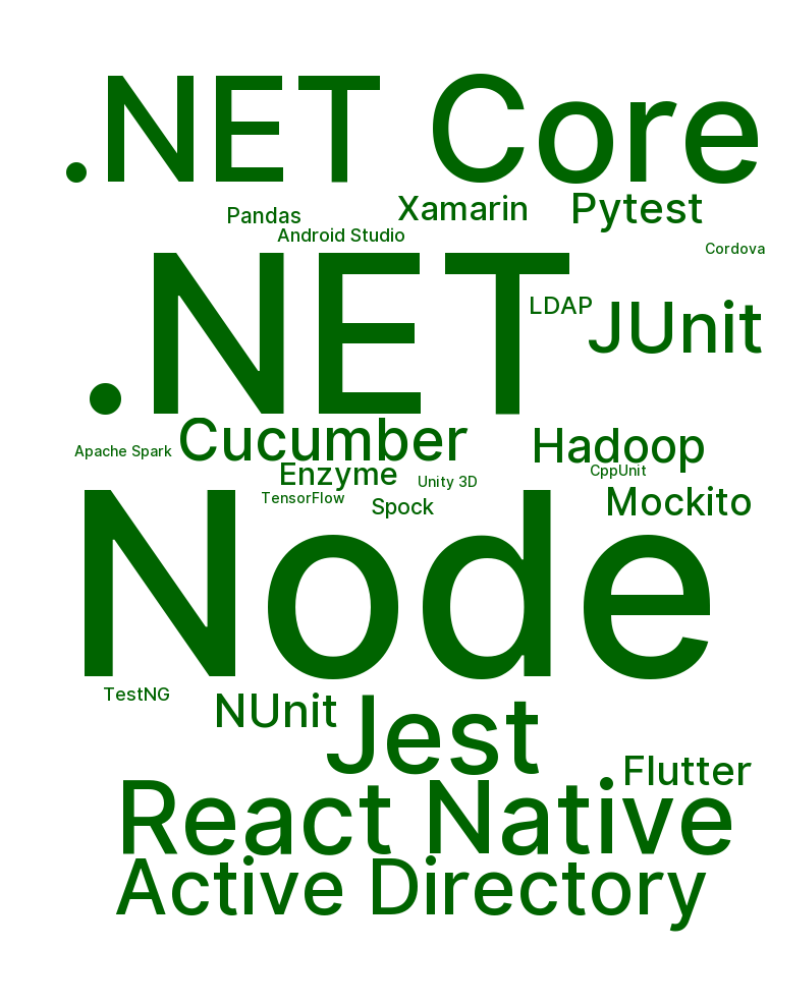 .NET Core
Xamarin
Pytest
Pandas
Android Studio
Cordova
.NET
LDAP
JUnit
Cucumber
Hadoop
Apache Spark
Enzyme
CppUnit
Unity 3D
TensorFlow
Spock
Mockito
Node
TestNG
NUnit
Jest
Flutter
React Native
Active Directory